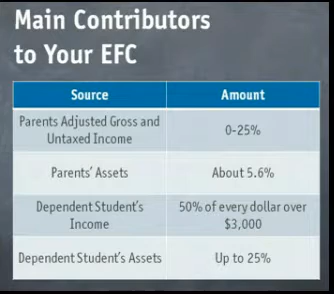 Main Contributors
to Your EFC
Source Amount
Parents Adjusted Gross and
Untaxed Income
0-25%
Parents' Assets About 5.6%
Dependent Student's
Income
50% of every dollar over
$3,000
Dependent Student's Assets Up to 25%